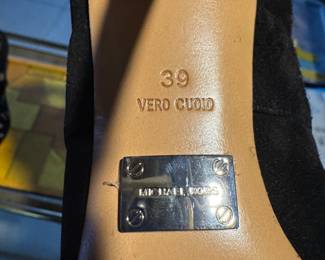 39
VERO CUOIO
MICHAEL KORS